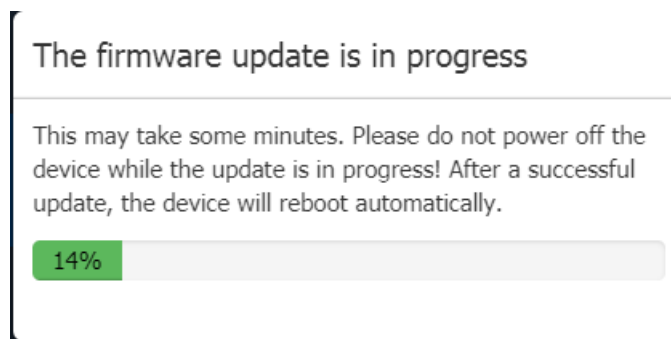 The firmware update is in progress
This may take some minutes. Please do not power off the
device while the update is in progress! After a successful
update, the device will reboot automatically.
14%